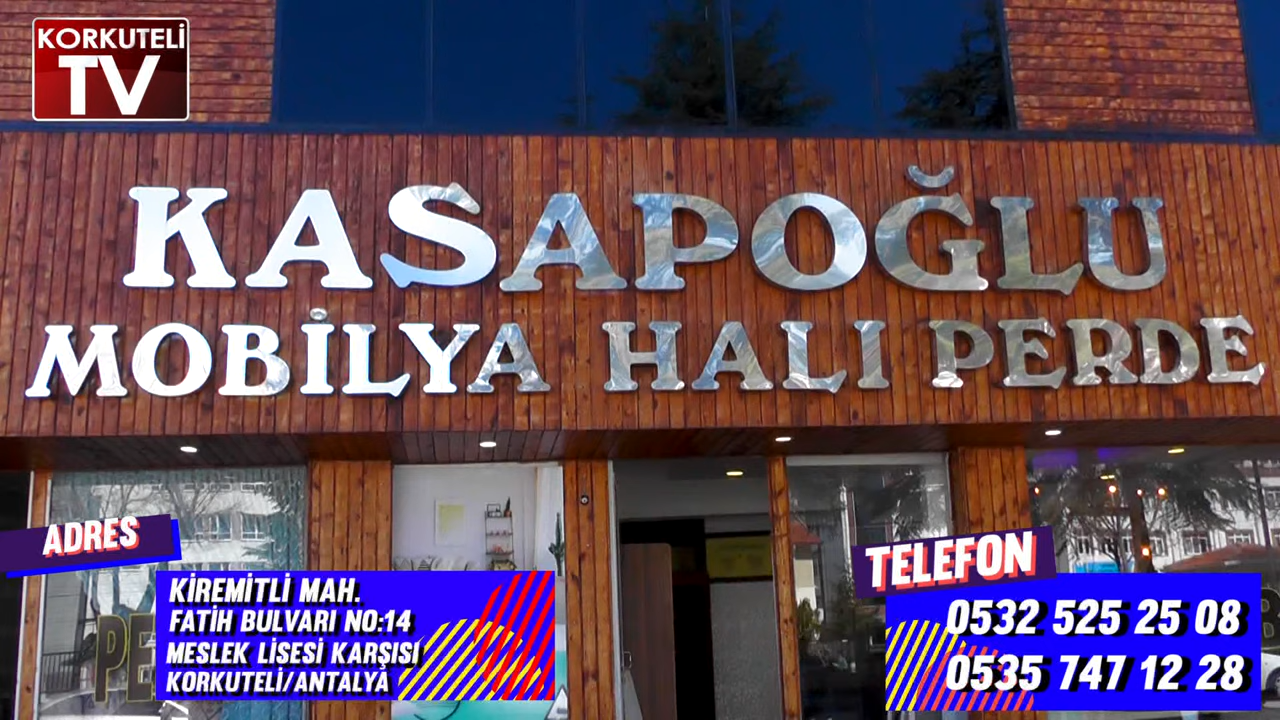 KORKUTELİ
TV
KASAPOĞLU
MOBİLYA HALI PERDE
ADRES
KİREMİTLİ MAH.
FATİH BULVARI NO:14
MESLEK LİSESİ KARŞISI
KORKUTELİ/ANTALYA
TELEFON
0532 525 25 08
0535 747 12 28